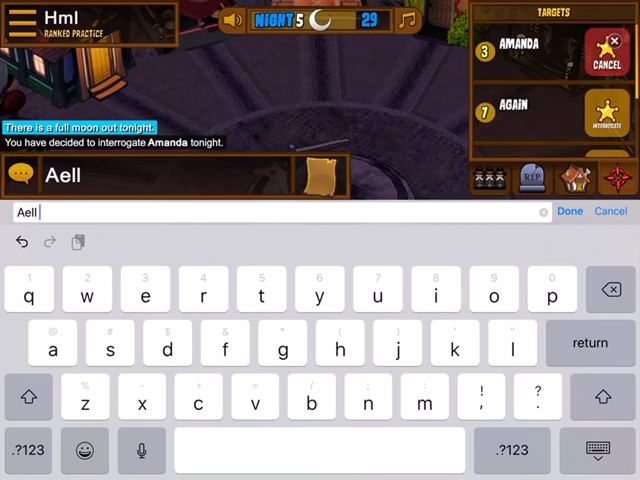 Hml
RANKED PRACTICE
NIGHT 5
29
TARGETS
3
AMANDA
CANCEL
7
AGAIN
INTERROGATE
There is a full moon out tonight.
You have decided to interrogate Amanda tonight.
Aell
RIP
Aell
Done
Cancel
1 2 3 4 5 6 7 8 9 0
q w e r t y u i o p
@ # $ & * ( ) ' "
a s d f g h j k l
return
% - + = / ; : ! ?
z x c v b n m , .
.?123
.?123